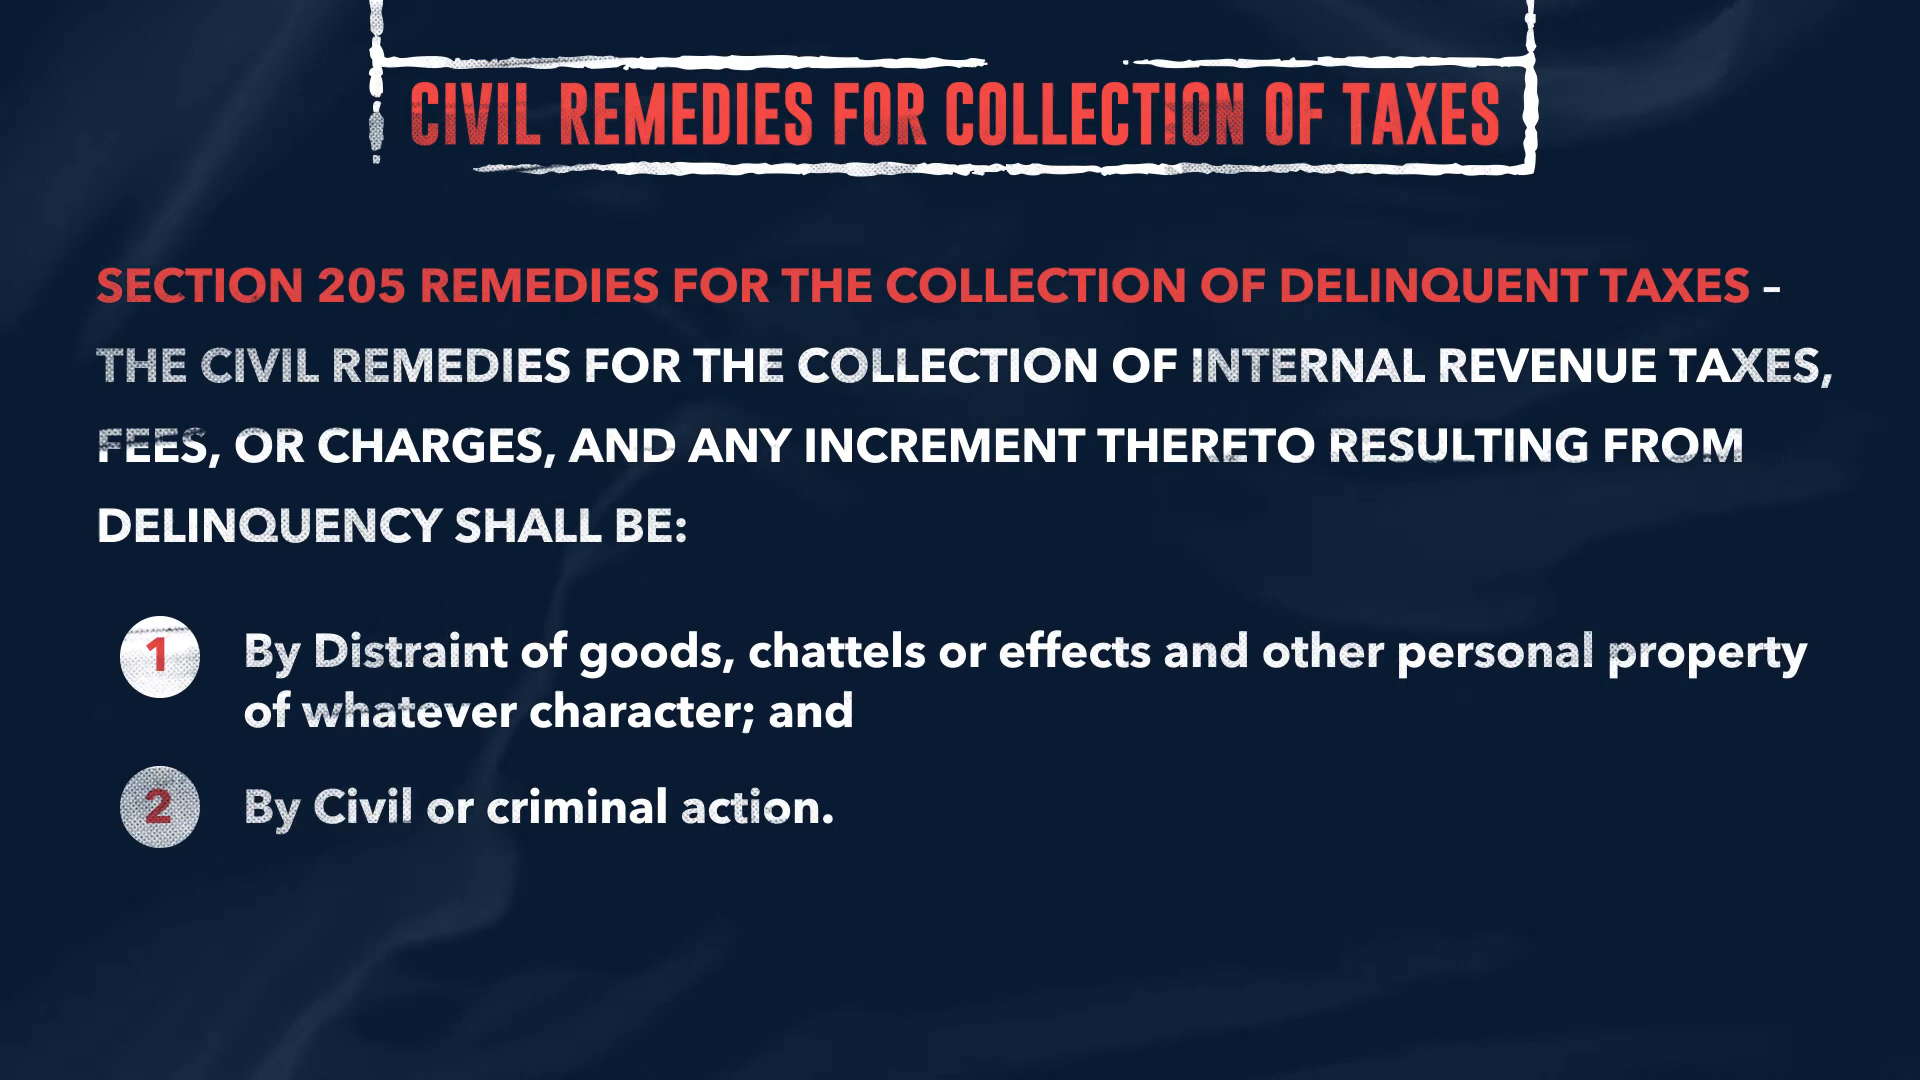 CIVIL REMEDIES FOR COLLECTION OF TAXES
SECTION 205 REMEDIES FOR THE COLLECTION OF DELINQUENT TAXES –
THE CIVIL REMEDIES FOR THE COLLECTION OF INTERNAL REVENUE TAXES,
FEES, OR CHARGES, AND ANY INCREMENT THERETO RESULTING FROM
DELINQUENCY SHALL BE:
1 By Distraint of goods, chattels or effects and other personal property
of whatever character; and
2 By Civil or criminal action.